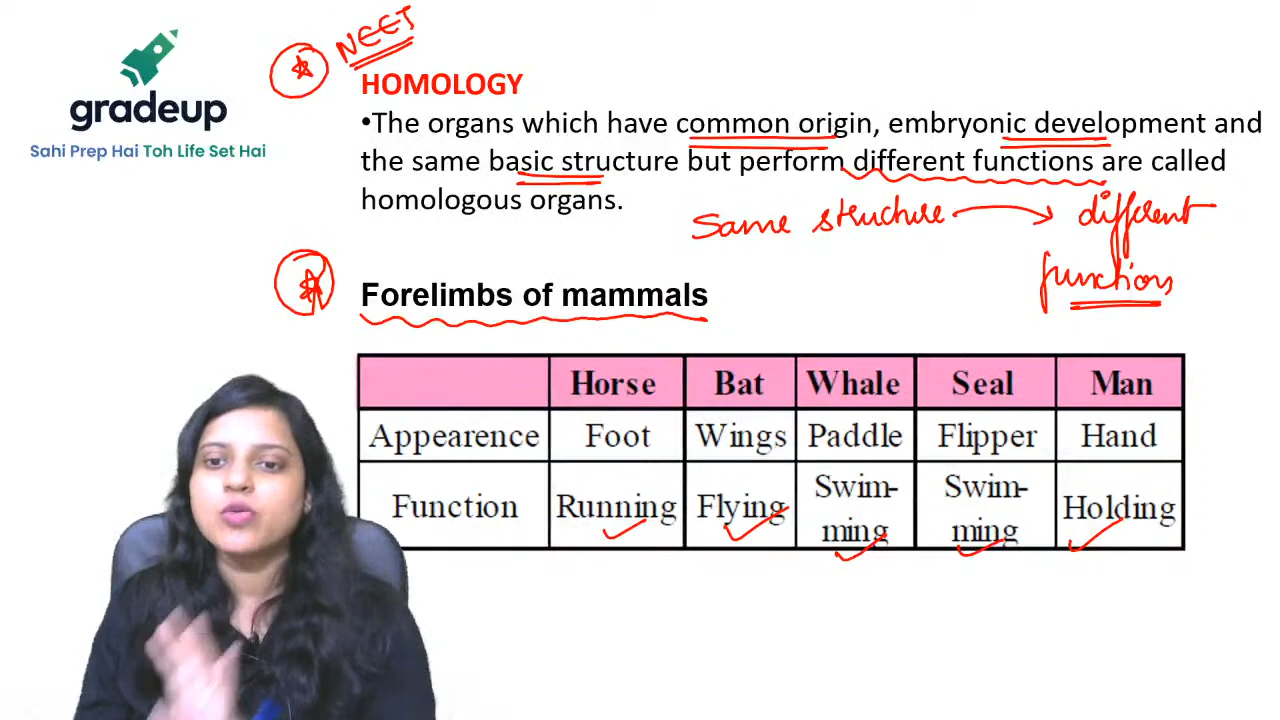 NEET
gradeup
Sahi Prep Hai Toh Life Set Hai
HOMOLOGY
•The organs which have common origin, embryonic development and
the same basic structure but perform different functions are called
homologous organs.
Same structure → different
functions
Forelimbs of mammals
Horse Bat Whale Seal Man
Appearence Foot Wings Paddle Flipper Hand
Function Running Flying Swim-
ming Swim-
ming Holding